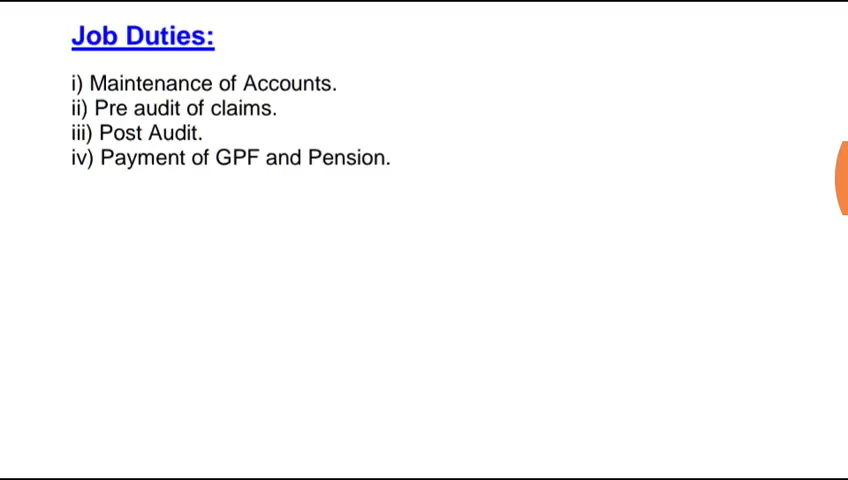 Job Duties:
i) Maintenance of Accounts.
ii) Pre audit of claims.
iii) Post Audit.
iv) Payment of GPF and Pension.